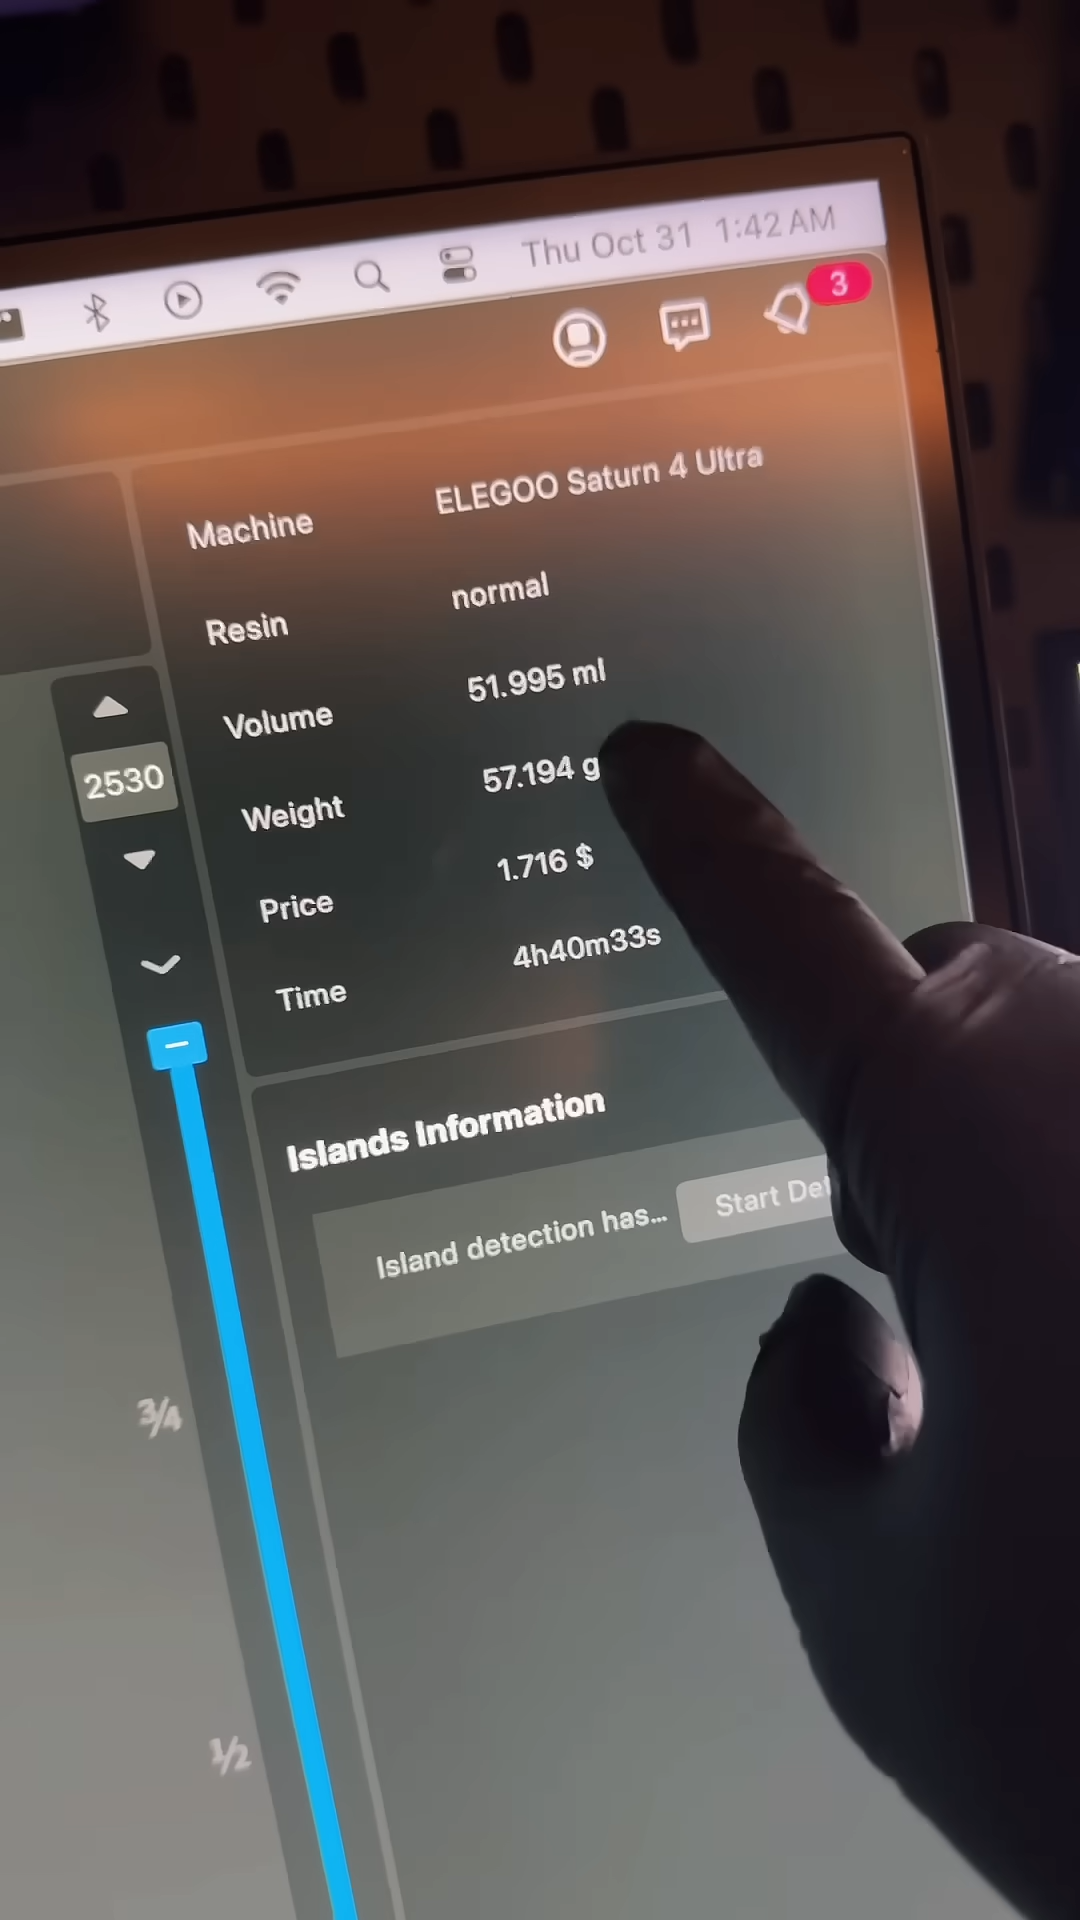 Thu Oct 31 1:42 AM
3
Machine ELEGOO Saturn 4 Ultra
Resin normal
Volume 51.995 ml
2530
Weight 57.194 g
Price 1.716 $
Time 4h40m33s
Islands Information
Island detection has... Start
3/4
1/2